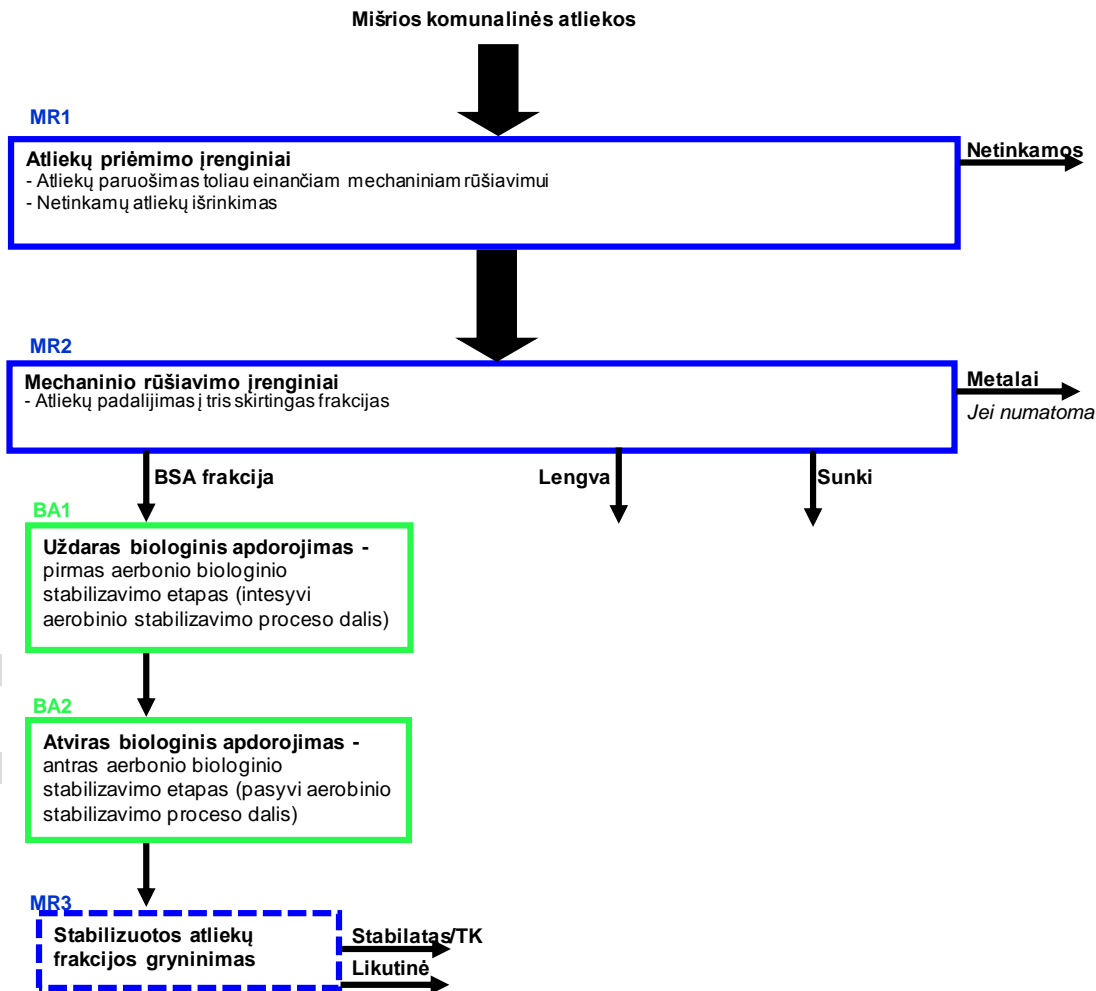 Mišrios komunalinės atliekos
MR1
Atliekų priėmimo įrenginiai
- Atliekų paruošimas toliau einančiam mechaniniam rūšiavimui
- Netinkamų atliekų išrinkimas
Netinkamos
MR2
Mechaninio rūšiavimo įrenginiai
- Atliekų padalijimas į tris skirtingas frakcijas
Metalai
Jei numatoma
BSA frakcija
Lengva
Sunki
BA1
Uždaras biologinis apdorojimas -
pirmas aerbonio biologinio
stabilizavimo etapas (intesyvi
aerobinio stabilizavimo proceso dalis)
BA2
Atviras biologinis apdorojimas -
antras aerbonio biologinio
stabilizavimo etapas (pasyvi aerobinio
stabilizavimo proceso dalis)
MR3
Stabilizuotos atliekų
frakcijos gryninimas
Stabilatas/TK
Likutinė